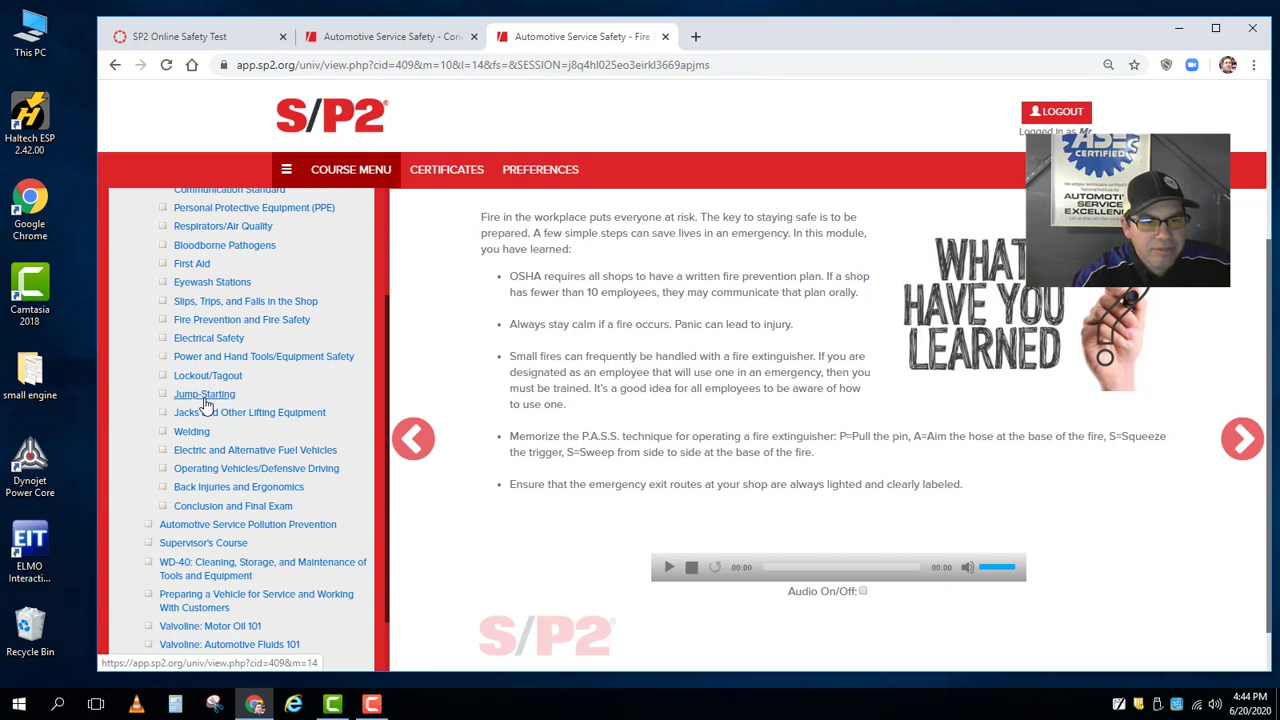 This PC
Haltech ESP
2.42.00
Google
Chrome
Camtasia
2018
small engine
Dynojet
Power Core
EIT
ELMO
Interacti...
Recycle Bin
SP2 Online Safety Test
Automotive Service Safety - Conc
Automotive Service Safety - Fire
app.sp2.org/univ/view.php?cid=409&m=10&l=14&fs=&SESSION=j8q4hl025eo3eirkl3669apjms
S/P2
LOGOUT
Logged in as Mr
COURSE MENU
CERTIFICATES
PREFERENCES
Communication Standard
Personal Protective Equipment (PPE)
Respirators/Air Quality
Bloodborne Pathogens
First Aid
Eyewash Stations
Slips, Trips, and Falls in the Shop
Fire Prevention and Fire Safety
Electrical Safety
Power and Hand Tools/Equipment Safety
Lockout/Tagout
Jump-Starting
Jacks and Other Lifting Equipment
Welding
Electric and Alternative Fuel Vehicles
Operating Vehicles/Defensive Driving
Back Injuries and Ergonomics
Conclusion and Final Exam
Automotive Service Pollution Prevention
Supervisor's Course
WD-40: Cleaning, Storage, and Maintenance of
Tools and Equipment
Preparing a Vehicle for Service and Working
With Customers
Valvoline: Motor Oil 101
Valvoline: Automotive Fluids 101
https://app.sp2.org/univ/view.php?cid=409&m=14
Fire in the workplace puts everyone at risk. The key to staying safe is to be
prepared. A few simple steps can save lives in an emergency. In this module,
you have learned:
• OSHA requires all shops to have a written fire prevention plan. If a shop
has fewer than 10 employees, they may communicate that plan orally.
• Always stay calm if a fire occurs. Panic can lead to injury.
• Small fires can frequently be handled with a fire extinguisher. If you are
designated as an employee that will use one in an emergency, then you
must be trained. It's a good idea for all employees to be aware of how
to use one.
• Memorize the P.A.S.S. technique for operating a fire extinguisher: P=Pull the pin, A=Aim the hose at the base of the fire, S=Squeeze
the trigger, S=Sweep from side to side at the base of the fire.
• Ensure that the emergency exit routes at your shop are always lighted and clearly labeled.
WHAT
HAVE YOU
LEARNED
ASE
CERTIFIED
AUTOMOTIVE
SERVICE
EXCELLENCE
00:00
00:00
Audio On/Off:
S/P2
4:44 PM
6/20/2020